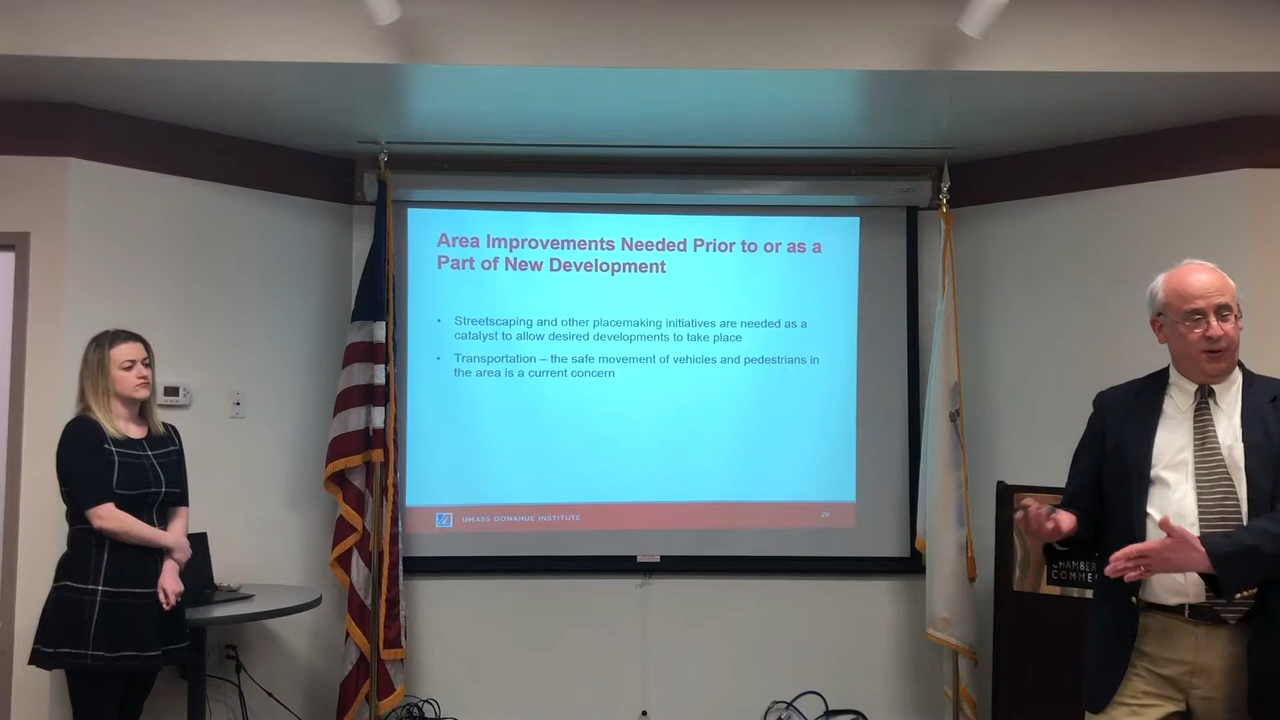 Area Improvements Needed Prior to or as a
Part of New Development
• Streetscaping and other placemaking initiatives are needed as a
catalyst to allow desired developments to take place
• Transportation – the safe movement of vehicles and pedestrians in
the area is a current concern
UMASS DONAHUE INSTITUTE
CHAMBER